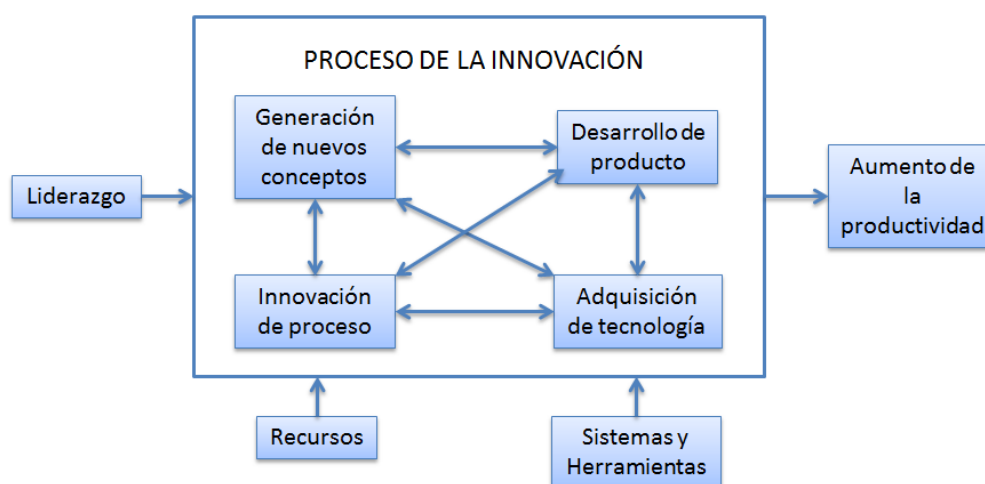 PROCESO DE LA INNOVACIÓN
Generación
de nuevos
conceptos
Desarrollo de
producto
Liderazgo
Aumento de
la
productividad
Innovación
de proceso
Adquisición
de tecnología
Recursos
Sistemas y
Herramientas